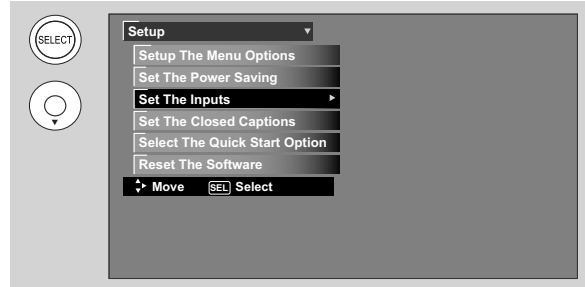 SELECT
Setup
Setup The Menu Options
Set The Power Saving
Set The Inputs
Set The Closed Captions
Select The Quick Start Option
Reset The Software
Move SEL Select